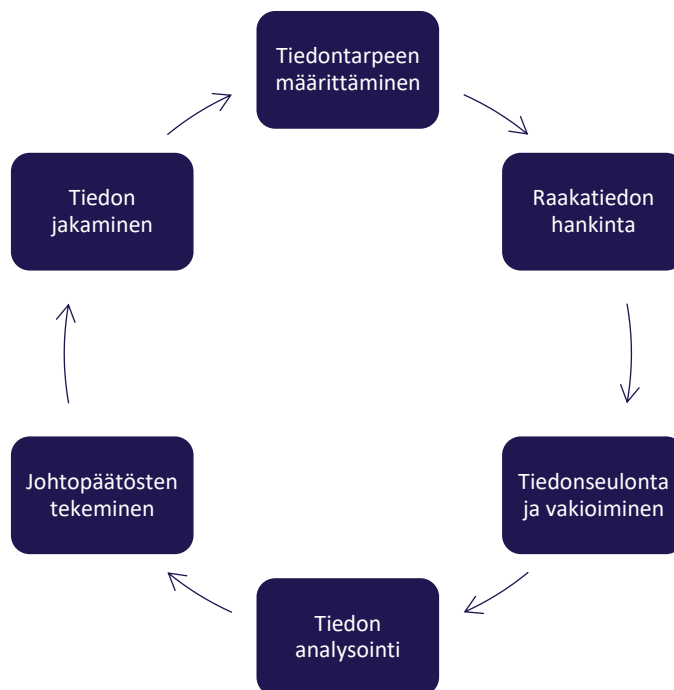 Tiedontarpeen
määrittäminen
Raakatiedon
hankinta
Tiedonseulonta
ja vakioiminen
Tiedon
analysointi
Johtopäätösten
tekeminen
Tiedon
jakaminen